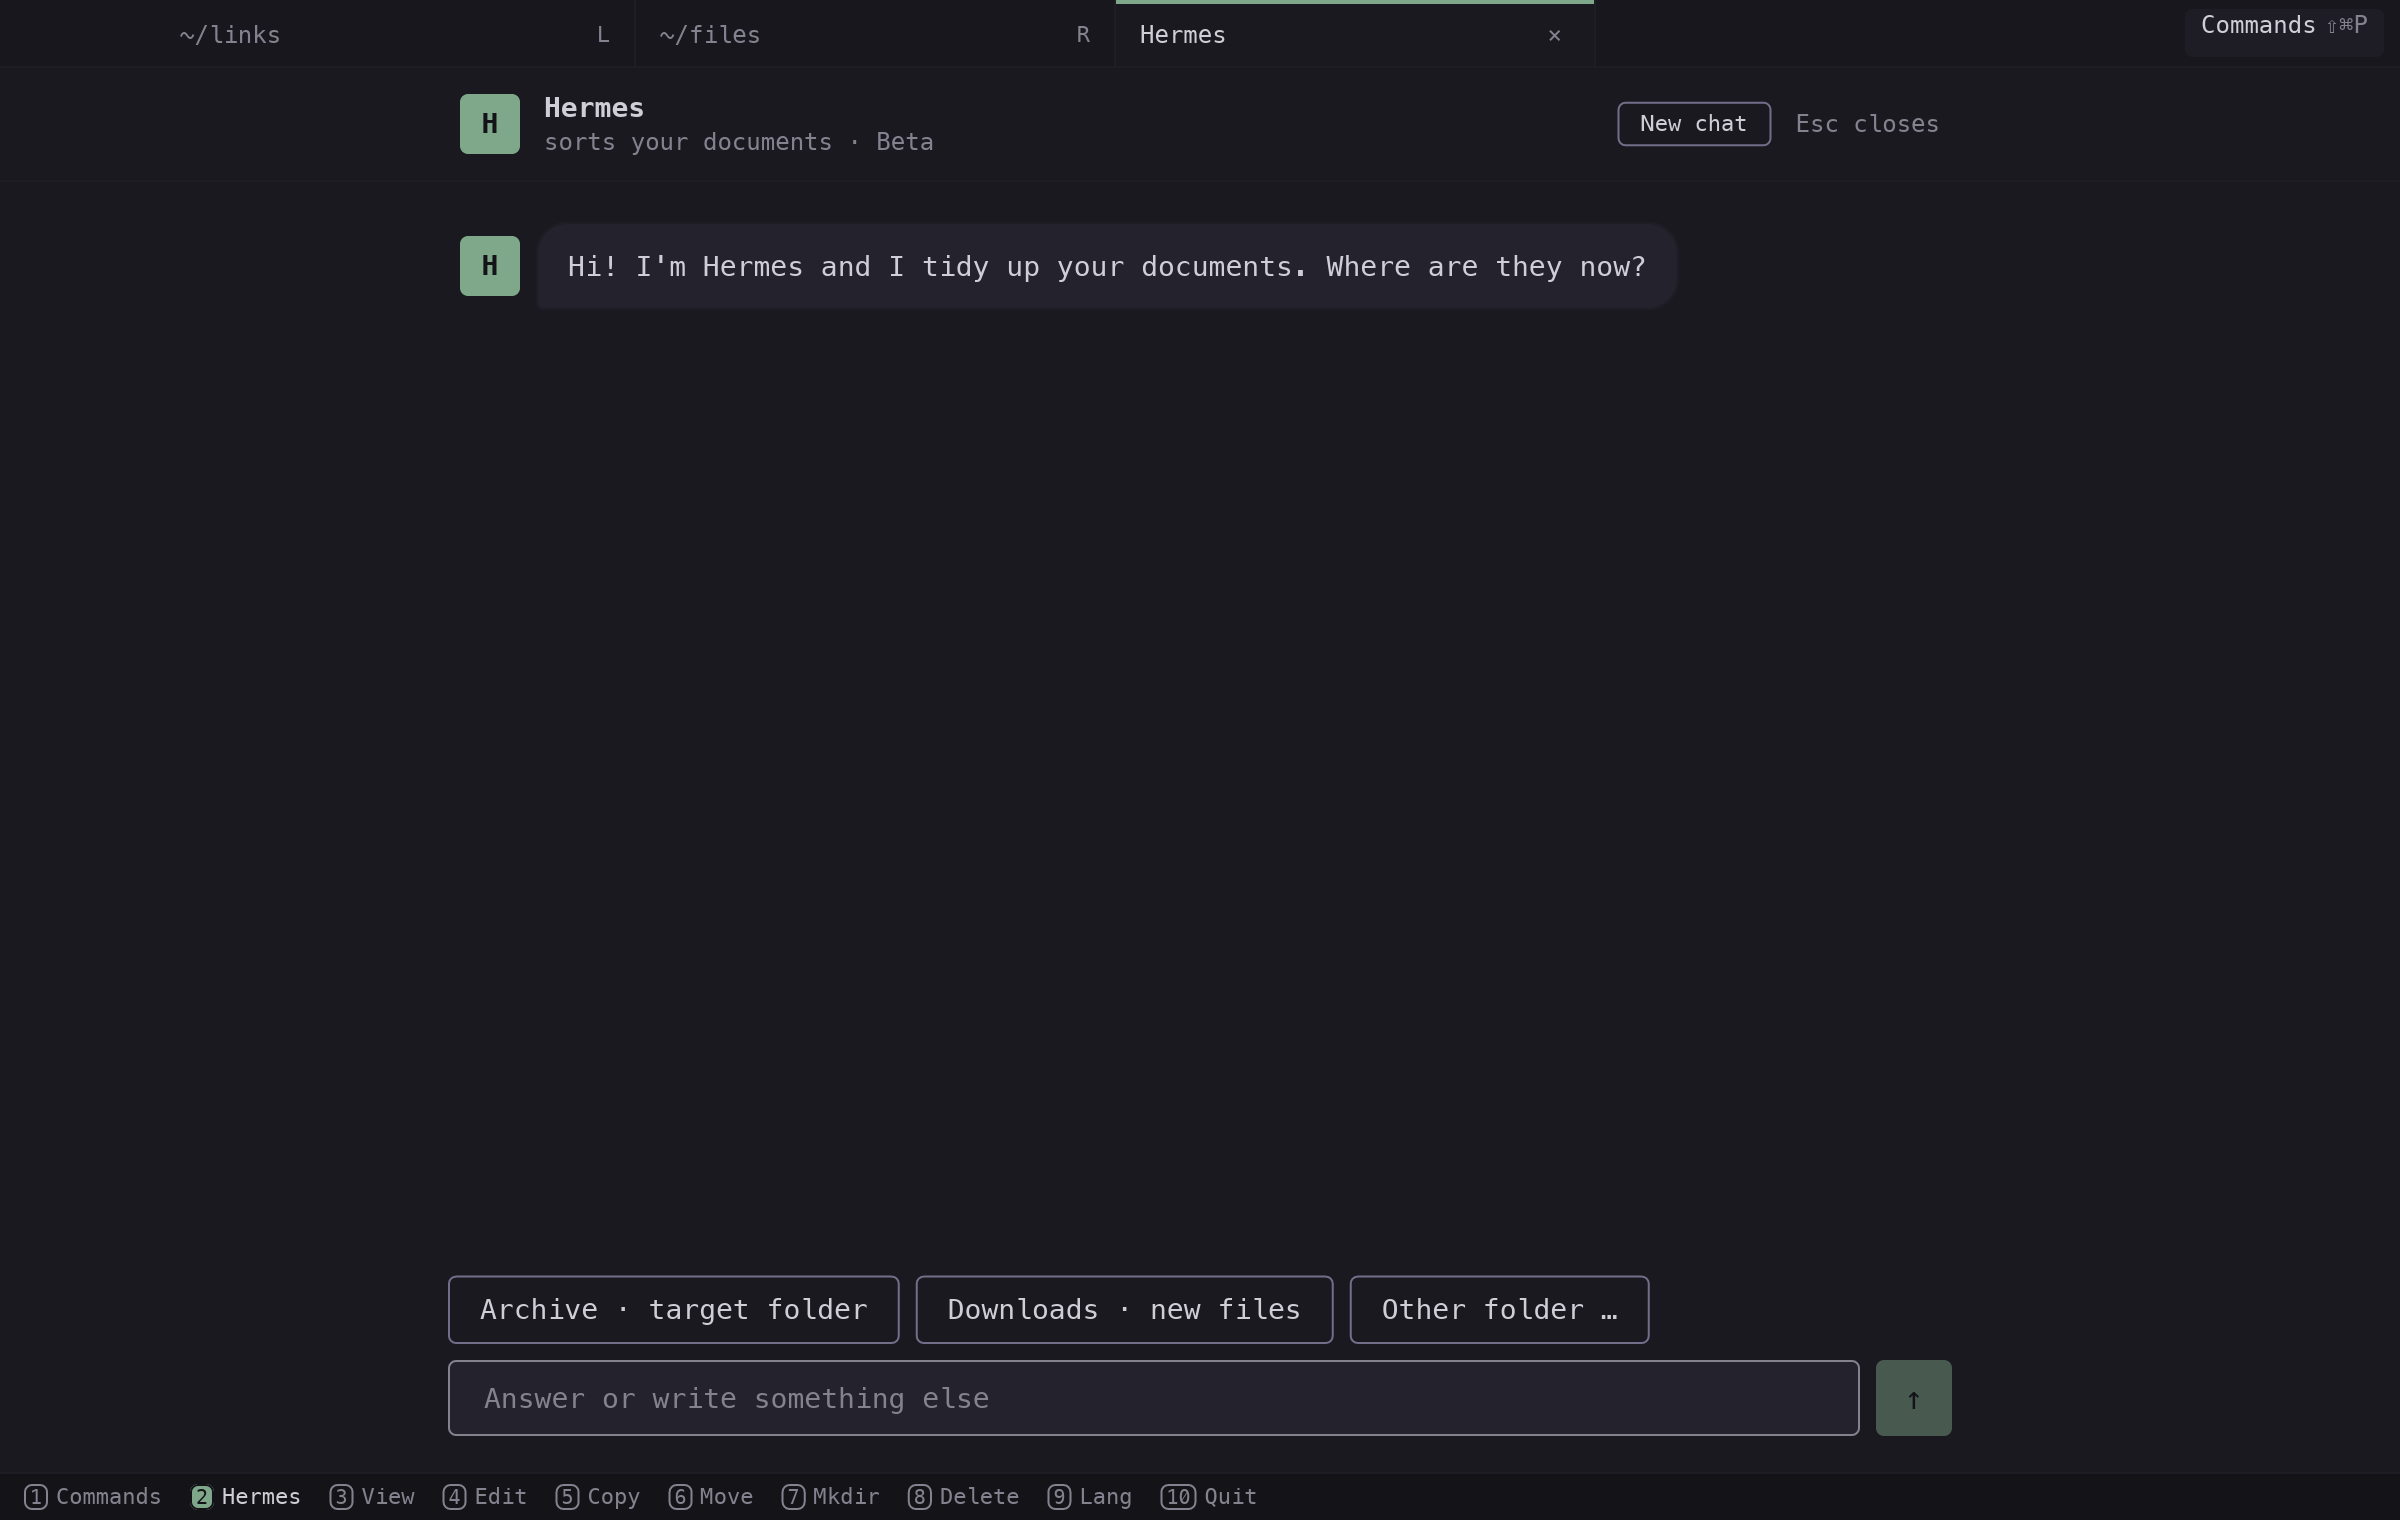 ~/links L ~/files R Hermes × Commands ⇧⌘P
H Hermes
sorts your documents · Beta
New chat Esc closes
H Hi! I'm Hermes and I tidy up your documents. Where are they now?
Archive · target folder Downloads · new files Other folder …
Answer or write something else ↑
1 Commands 2 Hermes 3 View 4 Edit 5 Copy 6 Move 7 Mkdir 8 Delete 9 Lang 10 Quit